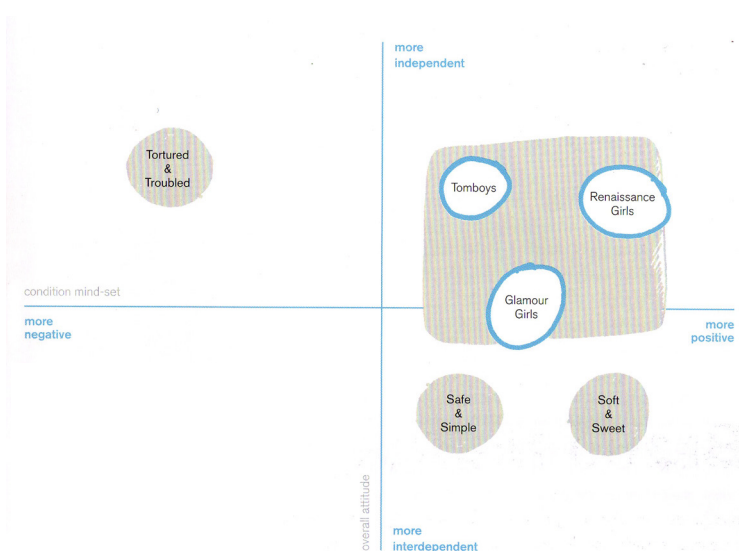 more
independent
Tortured
&
Troubled
Tomboys
Renaissance
Girls
condition mind-set
Glamour
Girls
more
negative
more
positive
Safe
&
Simple
Soft
&
Sweet
overall attitude
more
interdependent